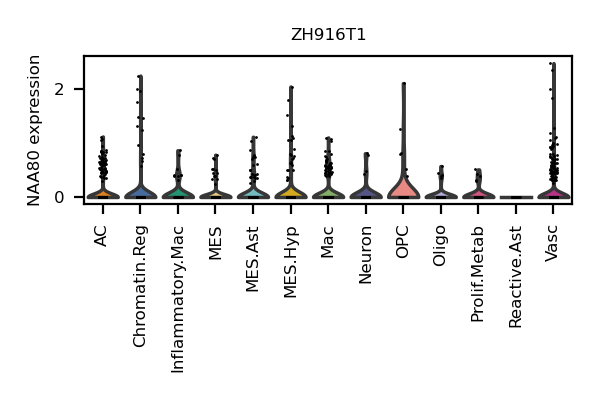 ZH916T1
NAA80 expression
2
0
AC
Chromatin.Reg
Inflammatory.Mac
MES
MES.Ast
MES.Hyp
Mac
Neuron
OPC
Oligo
Prolif.Metab
Reactive.Ast
Vasc